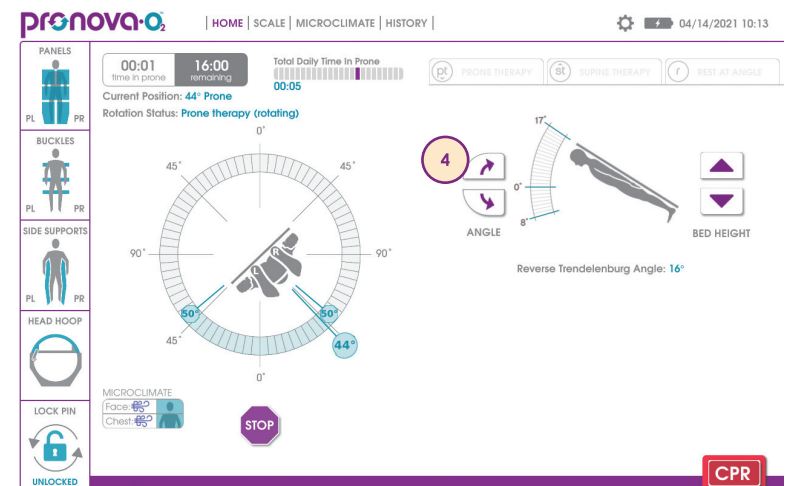 pronova·O2
| HOME | SCALE | MICROCLIMATE | HISTORY |
04/14/2021 10:13
PANELS
PL PR
BUCKLES
PL PR
SIDE SUPPORTS
PL PR
HEAD HOOP
LOCK PIN
UNLOCKED
00:01
time in prone
16:00
remaining
Total Daily Time In Prone
00:05
Current Position: 44° Prone
Rotation Status: Prone therapy (rotating)
pt PRONE THERAPY
st SUPINE THERAPY
r REST AT ANGLE
0°
45° 45°
90° 90°
R
L
50° 50°
45° 44°
0°
MICROCLIMATE
Face:
Chest:
STOP
4
ANGLE
17°
0°
8°
BED HEIGHT
Reverse Trendelenburg Angle: 16°
CPR